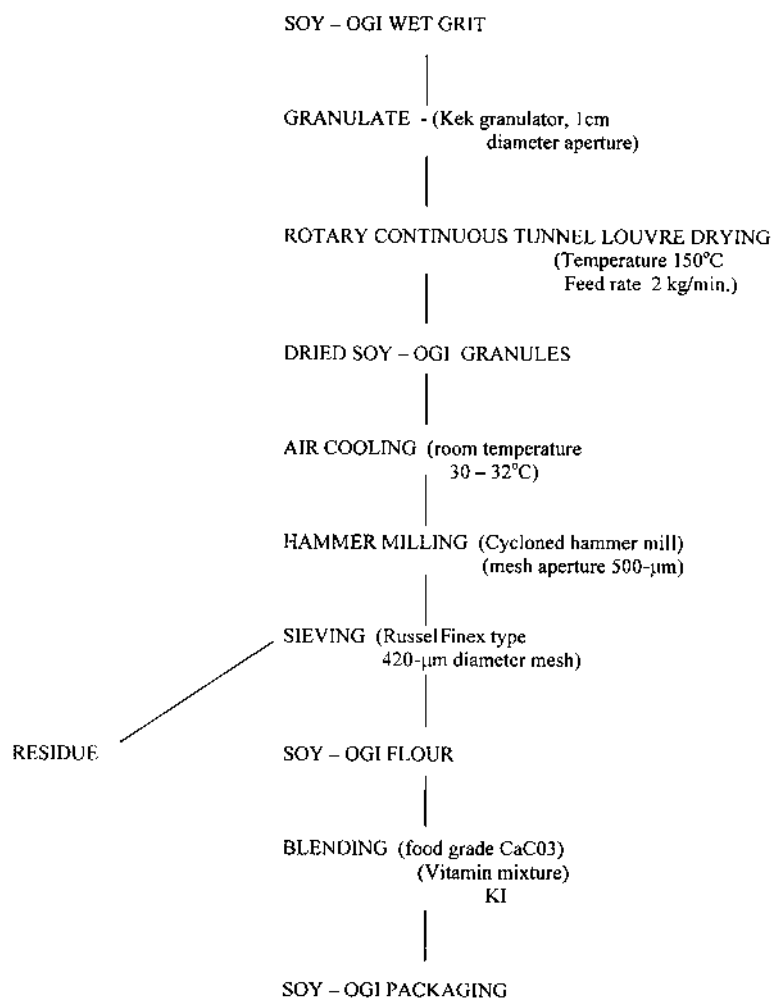 SOY – OGI WET GRIT
GRANULATE - (Kek granulator, 1cm
diameter aperture)
ROTARY CONTINUOUS TUNNEL LOUVRE DRYING
(Temperature 150°C
Feed rate 2 kg/min.)
DRIED SOY – OGI GRANULES
AIR COOLING (room temperature
30 – 32°C)
HAMMER MILLING (Cycloned hammer mill)
(mesh aperture 500-µm)
SIEVING (Russel Finex type
420-µm diameter mesh)
RESIDUE SOY – OGI FLOUR
BLENDING (food grade CaC03)
(Vitamin mixture)
KI
SOY – OGI PACKAGING